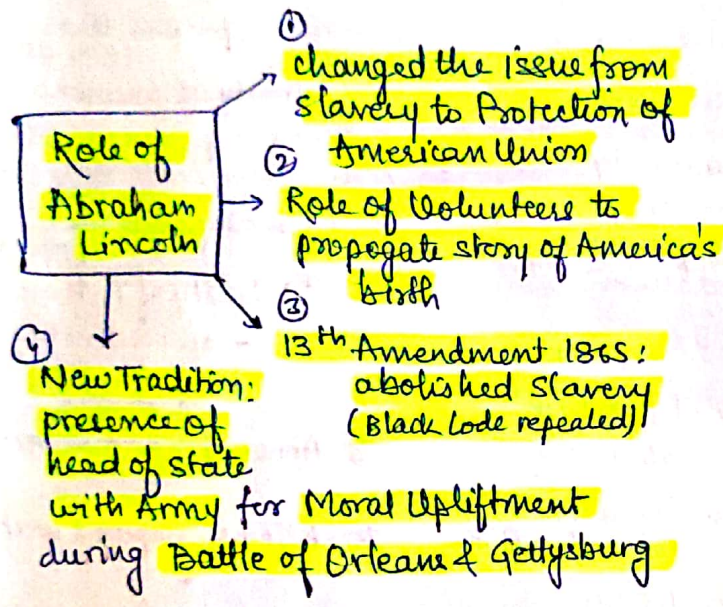 Role of
Abraham
Lincoln
①
changed the issue from
slavery to Protection of
American Union
②
Role of Volunteers to
propogate story of America's
birth
③
13th Amendment 1865:
abolished slavery
(Black Code repealed)
④
New Tradition:
presence of
head of state
with Army for Moral Upliftment
during Battle of Orleans & Gettysburg